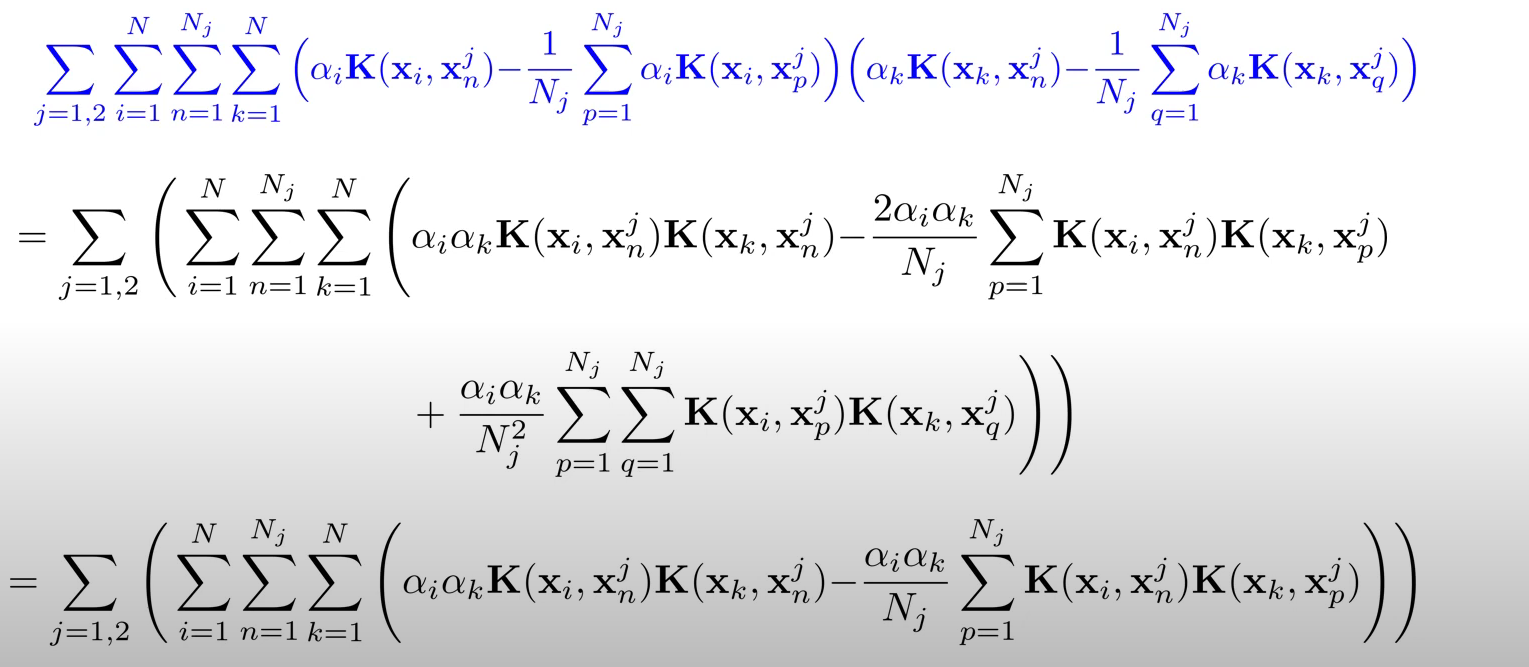 $\sum_{j=1,2} \sum_{i=1}^{N} \sum_{n=1}^{N_j} \sum_{k=1}^{N} \left( \alpha_i \mathbf{K}(\mathbf{x}_i, \mathbf{x}_n^j) - \frac{1}{N_j} \sum_{p=1}^{N_j} \alpha_i \mathbf{K}(\mathbf{x}_i, \mathbf{x}_p^j) \right) \left( \alpha_k \mathbf{K}(\mathbf{x}_k, \mathbf{x}_n^j) - \frac{1}{N_j} \sum_{q=1}^{N_j} \alpha_k \mathbf{K}(\mathbf{x}_k, \mathbf{x}_q^j) \right)$
$= \sum_{j=1,2} \Bigg( \sum_{i=1}^{N} \sum_{n=1}^{N_j} \sum_{k=1}^{N} \Bigg( \alpha_i \alpha_k \mathbf{K}(\mathbf{x}_i, \mathbf{x}_n^j) \mathbf{K}(\mathbf{x}_k, \mathbf{x}_n^j) - \frac{2\alpha_i \alpha_k}{N_j} \sum_{p=1}^{N_j} \mathbf{K}(\mathbf{x}_i, \mathbf{x}_n^j) \mathbf{K}(\mathbf{x}_k, \mathbf{x}_p^j)$
$+ \frac{\alpha_i \alpha_k}{N_j^2} \sum_{p=1}^{N_j} \sum_{q=1}^{N_j} \mathbf{K}(\mathbf{x}_i, \mathbf{x}_p^j) \mathbf{K}(\mathbf{x}_k, \mathbf{x}_q^j) \Bigg) \Bigg)$
$= \sum_{j=1,2} \left( \sum_{i=1}^{N} \sum_{n=1}^{N_j} \sum_{k=1}^{N} \left( \alpha_i \alpha_k \mathbf{K}(\mathbf{x}_i, \mathbf{x}_n^j) \mathbf{K}(\mathbf{x}_k, \mathbf{x}_n^j) - \frac{\alpha_i \alpha_k}{N_j} \sum_{p=1}^{N_j} \mathbf{K}(\mathbf{x}_i, \mathbf{x}_n^j) \mathbf{K}(\mathbf{x}_k, \mathbf{x}_p^j) \right) \right)$